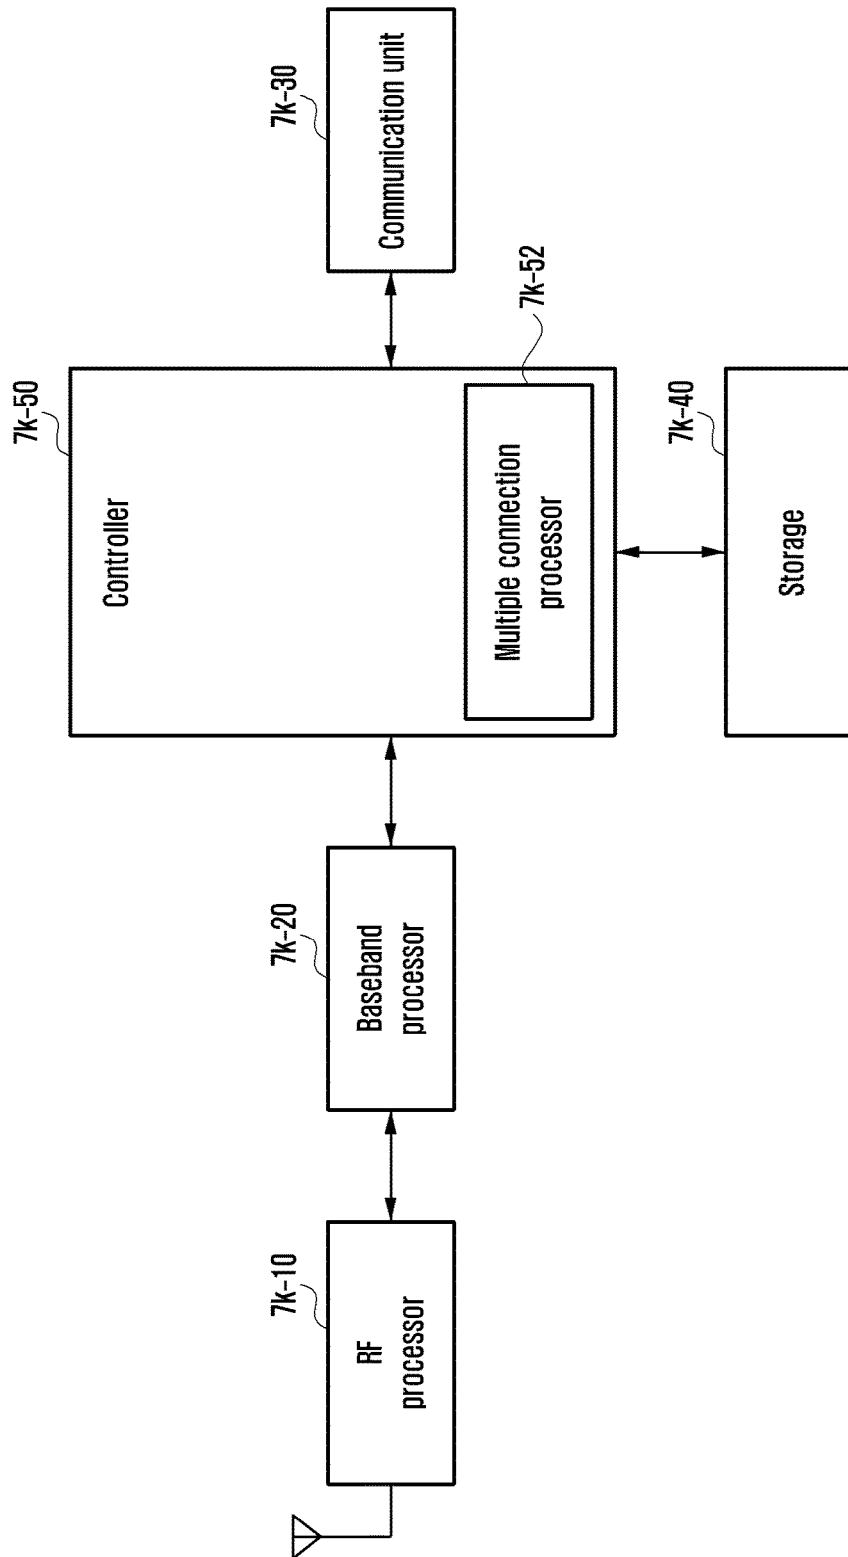 7k-10
RF
processor
7k-20
Baseband
processor
7k-50
Controller
7k-52
Multiple connection
processor
7k-30
Communication unit
7k-40
Storage